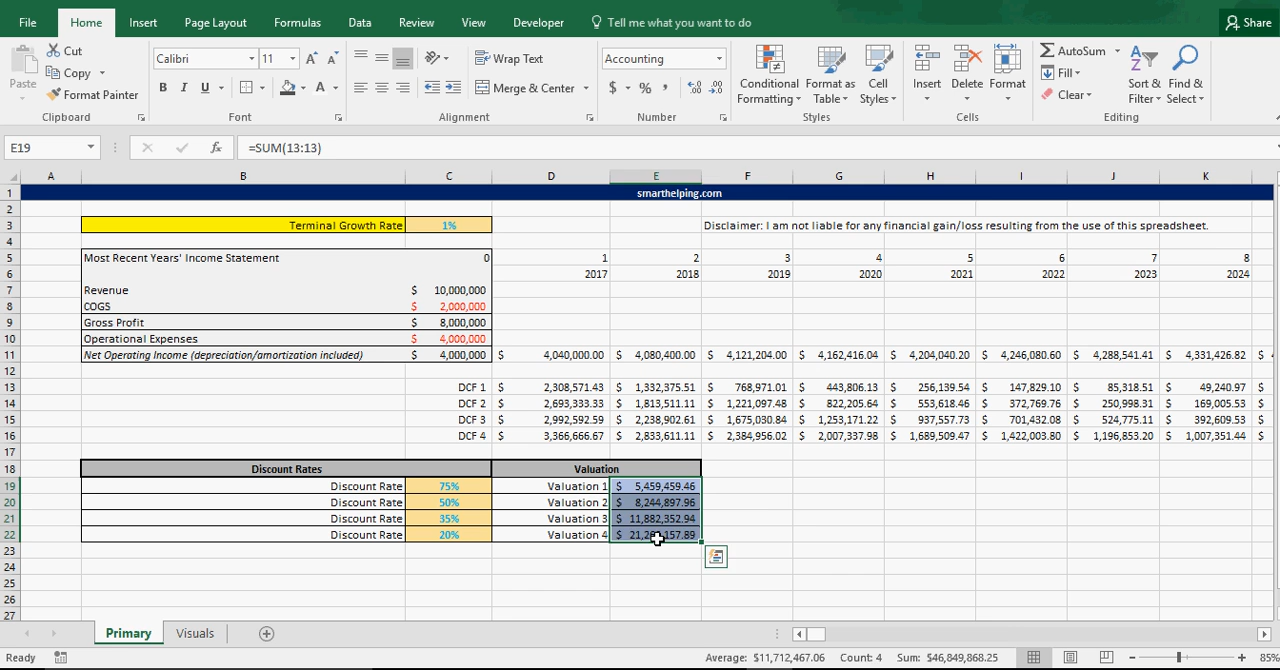 File Home Insert Page Layout Formulas Data Review View Developer Tell me what you want to do Share
Paste Cut Copy Format Painter Clipboard
Calibri 11 A A B I U A Font
Wrap Text Merge & Center Alignment
Accounting $ % , Number
Conditional Formatting Format as Table Cell Styles Styles
Insert Delete Format Cells
AutoSum Fill Clear Sort & Filter Find & Select Editing
E19 fx =SUM(13:13)
A B C D E F G H I J K
1 smarthelping.com
2
3 Terminal Growth Rate 1% Disclaimer: I am not liable for any financial gain/loss resulting from the use of this spreadsheet.
4
5 Most Recent Years' Income Statement 0 1 2 3 4 5 6 7 8
6 2017 2018 2019 2020 2021 2022 2023 2024
7 Revenue $ 10,000,000
8 COGS $ 2,000,000
9 Gross Profit $ 8,000,000
10 Operational Expenses $ 4,000,000
11 Net Operating Income (depreciation/amortization included) $ 4,000,000 $ 4,040,000.00 $ 4,080,400.00 $ 4,121,204.00 $ 4,162,416.04 $ 4,204,040.20 $ 4,246,080.60 $ 4,288,541.41 $ 4,331,426.82 $
12
13 DCF 1 $ 2,308,571.43 $ 1,332,375.51 $ 768,971.01 $ 443,806.13 $ 256,139.54 $ 147,829.10 $ 85,318.51 $ 49,240.97 $
14 DCF 2 $ 2,693,333.33 $ 1,813,511.11 $ 1,221,097.48 $ 822,205.64 $ 553,618.46 $ 372,769.76 $ 250,998.31 $ 169,005.53 $
15 DCF 3 $ 2,992,592.59 $ 2,238,902.61 $ 1,675,030.84 $ 1,253,171.22 $ 937,557.73 $ 701,432.08 $ 524,775.11 $ 392,609.53 $
16 DCF 4 $ 3,366,666.67 $ 2,833,611.11 $ 2,384,956.02 $ 2,007,337.98 $ 1,689,509.47 $ 1,422,003.80 $ 1,196,853.20 $ 1,007,351.44 $
17
18 Discount Rates Valuation
19 Discount Rate 75% Valuation 1 $ 5,459,459.46
20 Discount Rate 50% Valuation 2 $ 8,244,897.96
21 Discount Rate 35% Valuation 3 $ 11,882,352.94
22 Discount Rate 20% Valuation 4 $
23
24
25
26
27
Primary Visuals
Ready Average: $11,712,467.06 Count: 4 Sum: $46,849,868.25 85%